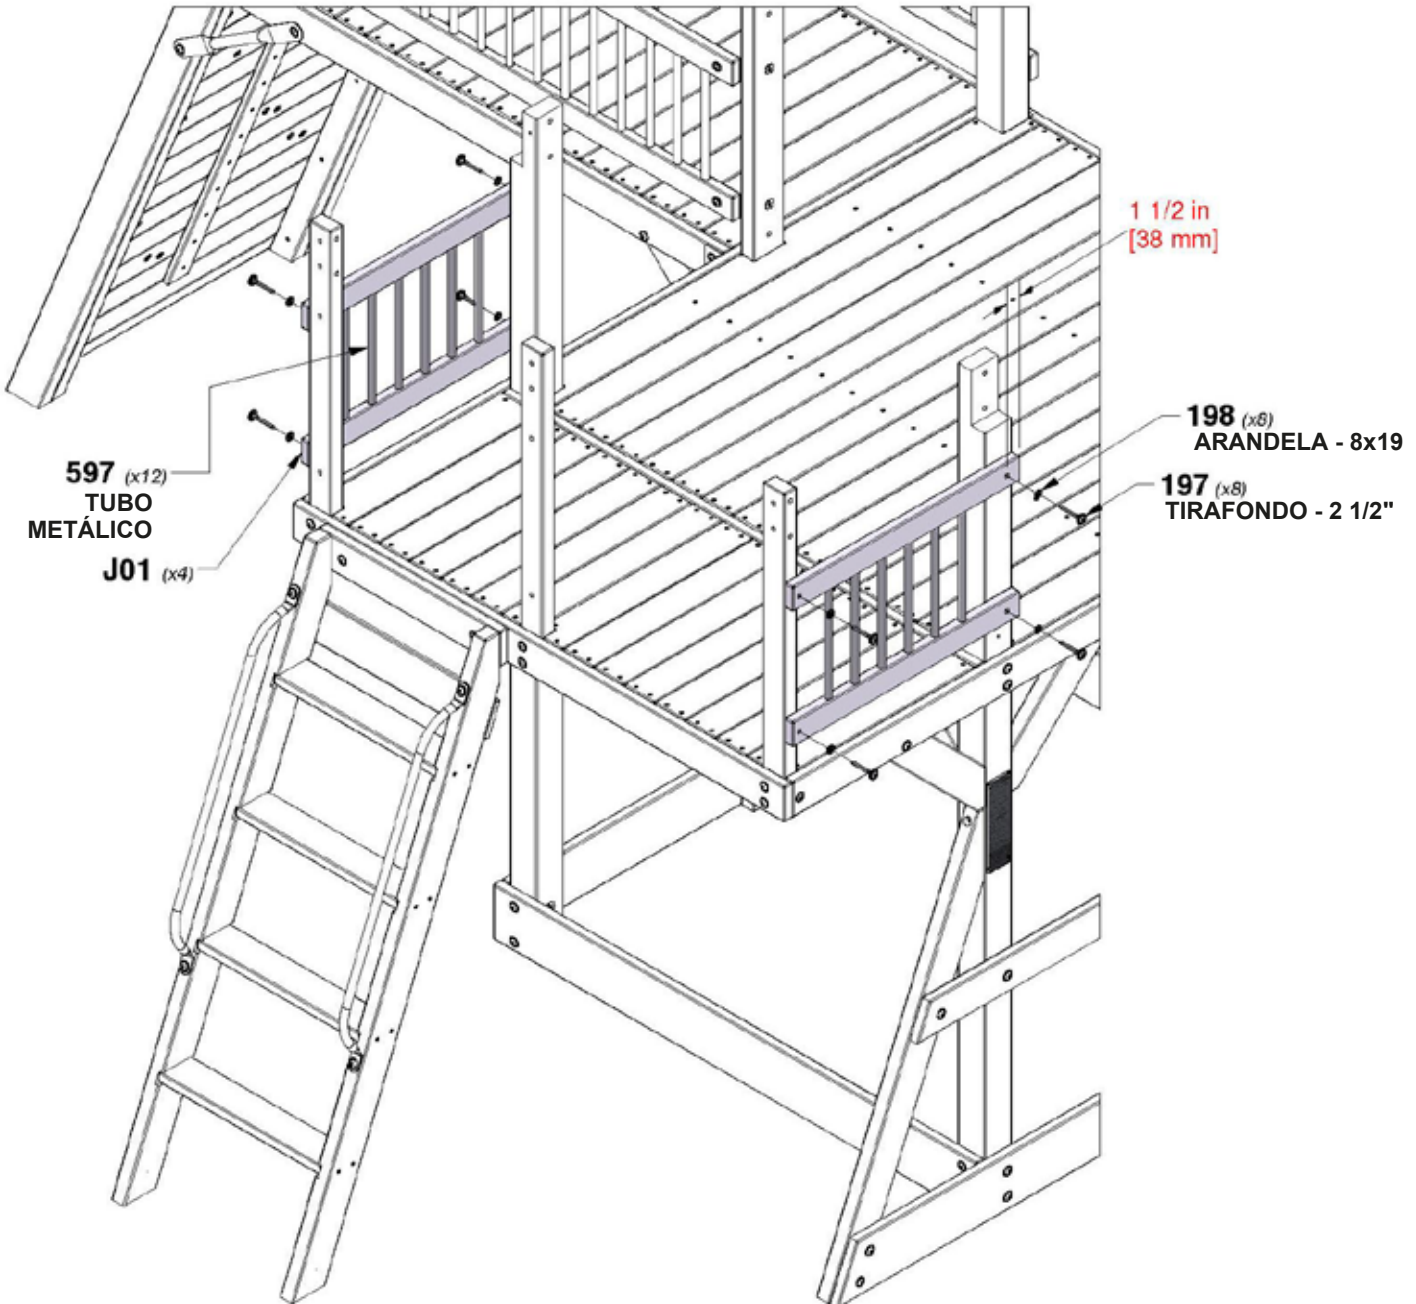 1 1/2 in
[38 mm]
198 (x8)
ARANDELA - 8x19
197 (x8)
TIRAFONDO - 2 1/2"
597 (x12)
TUBO
METÁLICO
J01 (x4)